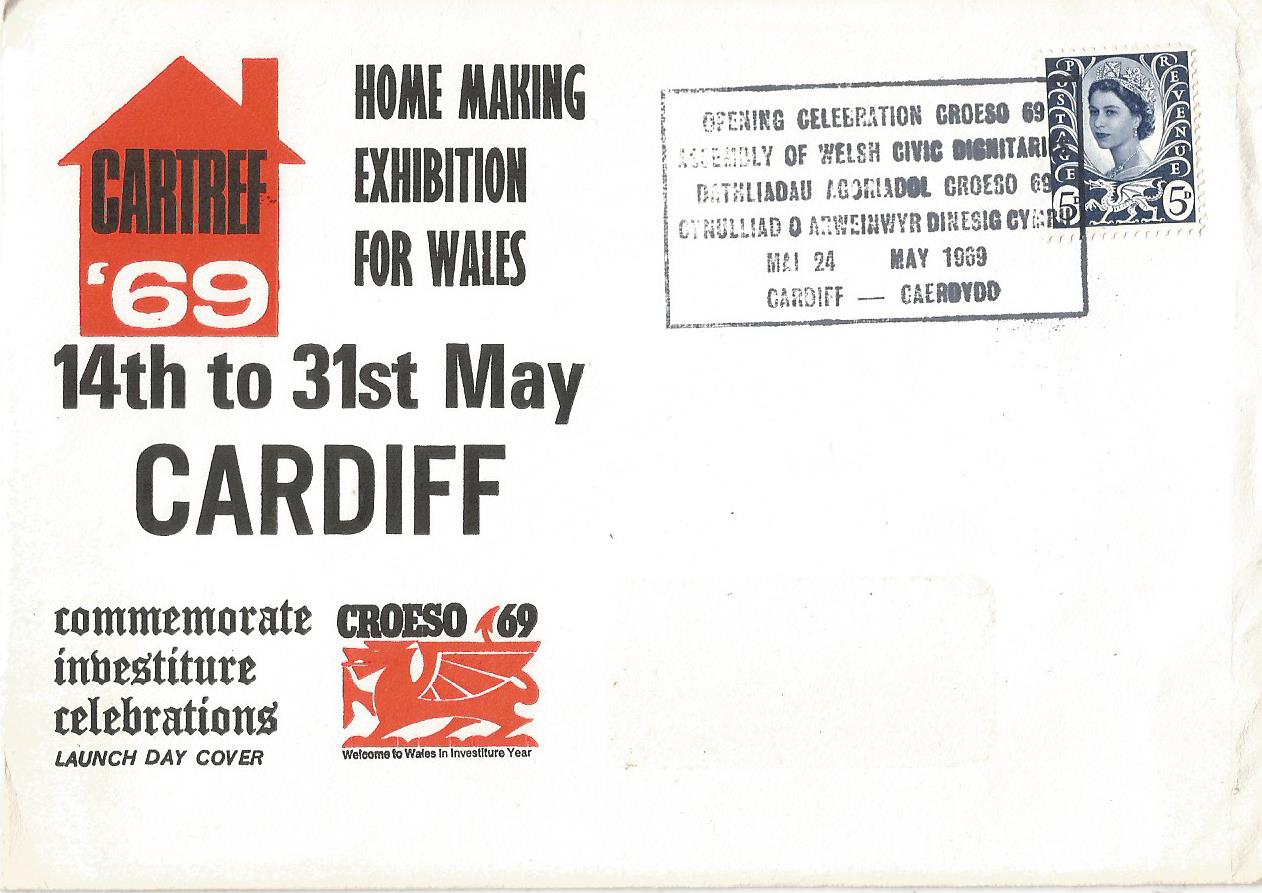 CARTREF
'69
HOME MAKING
EXHIBITION
FOR WALES
14th to 31st May
CARDIFF
commemorate
investiture
celebrations
LAUNCH DAY COVER
CROESO 69
Welcome to Wales in Investiture Year
OPENING CELEBRATION CROESO 69
ASSEMBLY OF WELSH CIVIC DIGNITARIES
DATHLIADAU AGORIADOL CROESO 69
CYNULLIAD O ARWEINWYR DINESIG CYMRU
MAI 24 MAY 1969
CARDIFF — CAERDYDD
POSTAGE
REVENUE
5D
5D